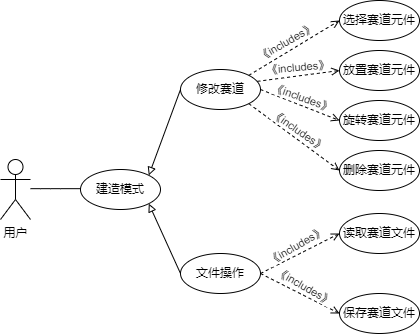 选择赛道元件
《includes》
放置赛道元件
《includes》
修改赛道
《includes》
旋转赛道元件
《includes》
删除赛道元件
建造模式
用户
读取赛道文件
《includes》
文件操作
《includes》
保存赛道文件